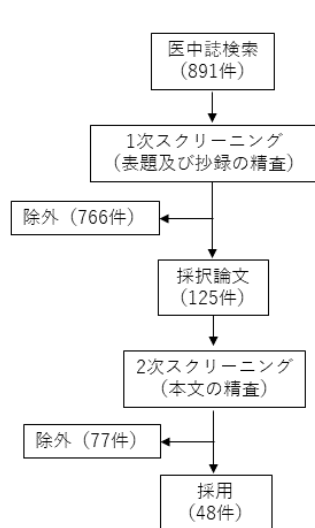 医中誌検索
（891件）
1次スクリーニング
（表題及び抄録の精査）
除外（766件）
採択論文
（125件）
2次スクリーニング
（本文の精査）
除外（77件）
採用
（48件）